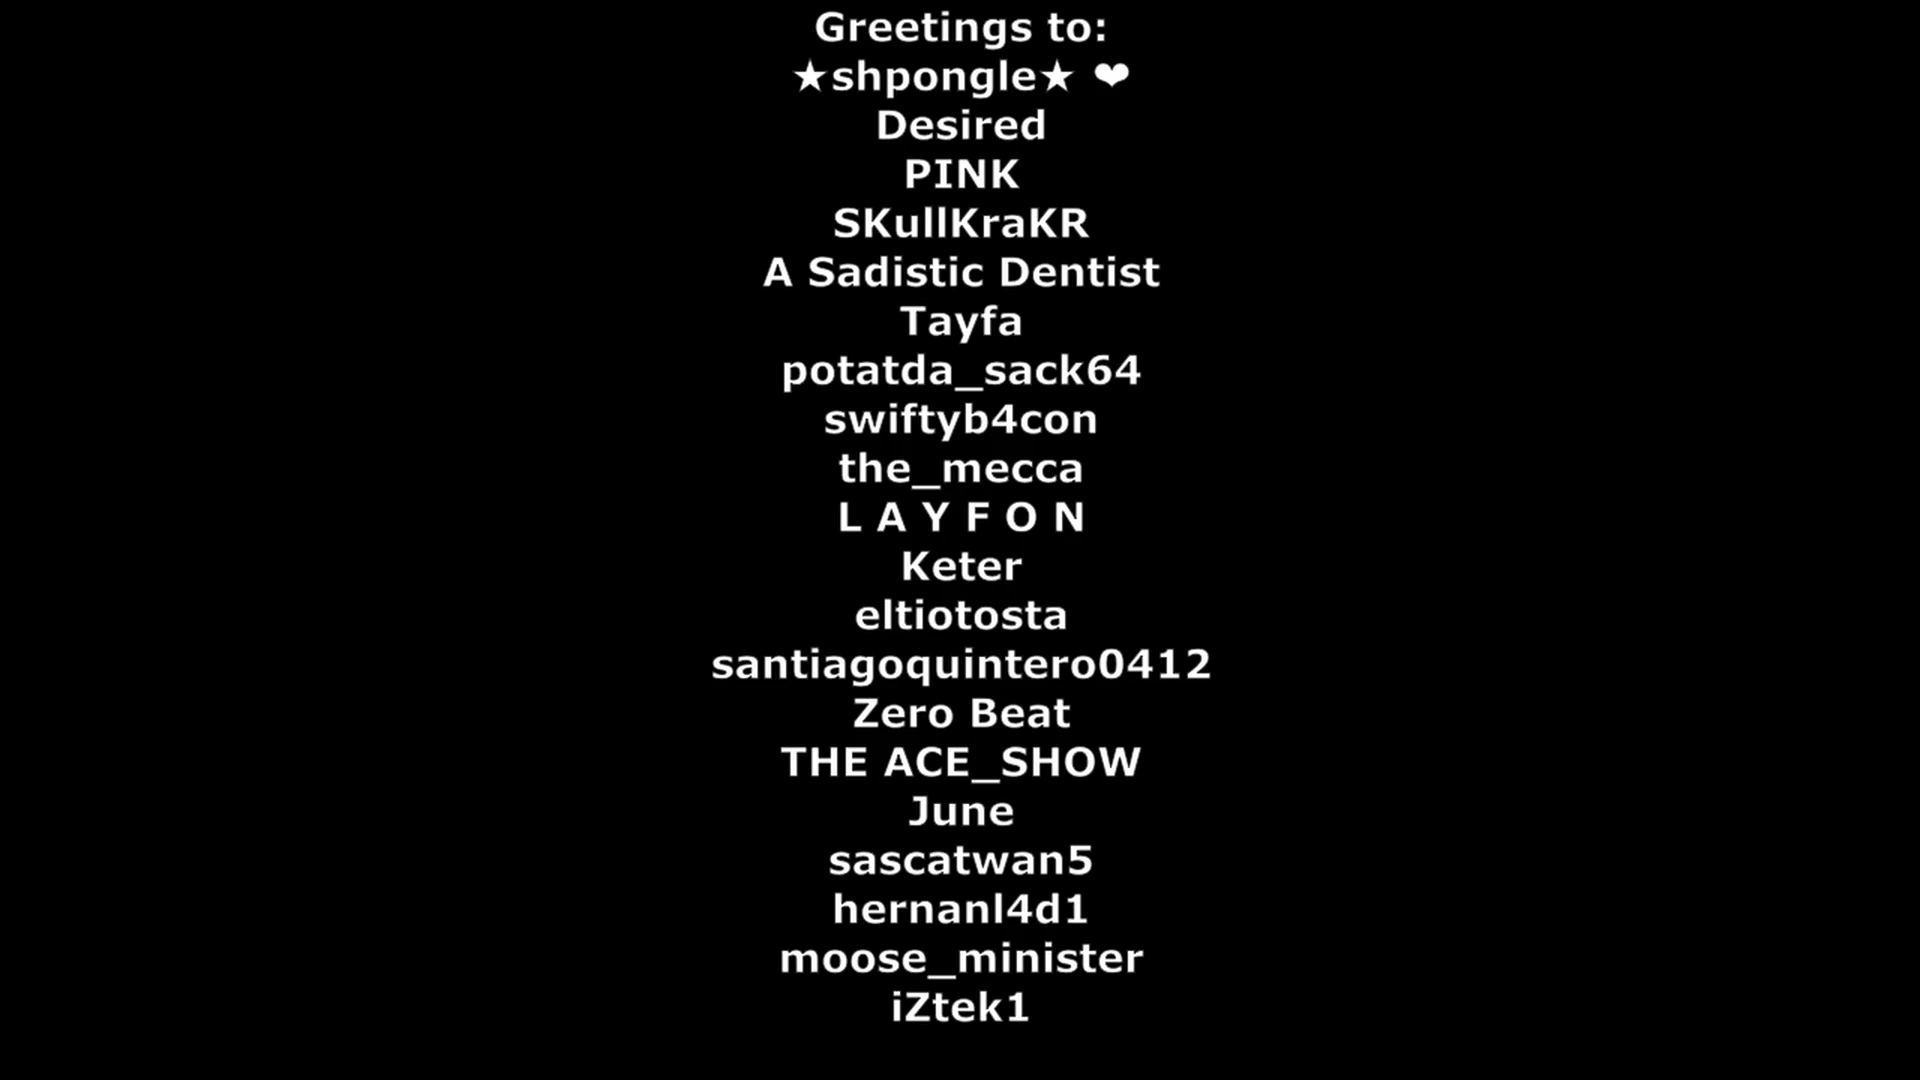 Greetings to:
★shpongle★ ❤
Desired
PINK
SKullKraKR
A Sadistic Dentist
Tayfa
potatda_sack64
swiftyb4con
the_mecca
L A Y F O N
Keter
eltiotosta
santiagoquintero0412
Zero Beat
THE ACE_SHOW
June
sascatwan5
hernanl4d1
moose_minister
iZtek1